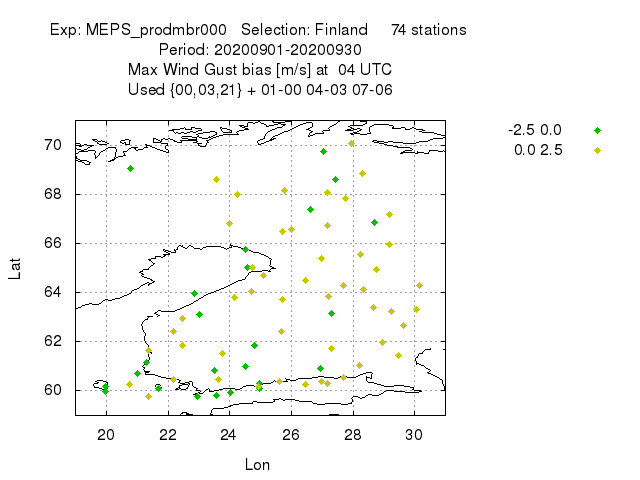 Exp: MEPS_prodmbr000 Selection: Finland 74 stations
Period: 20200901-20200930
Max Wind Gust bias [m/s] at 04 UTC
Used {00,03,21} + 01-00 04-03 07-06
-2.5 0.0
0.0 2.5
70
68
66
64
62
60
Lat
20 22 24 26 28 30
Lon